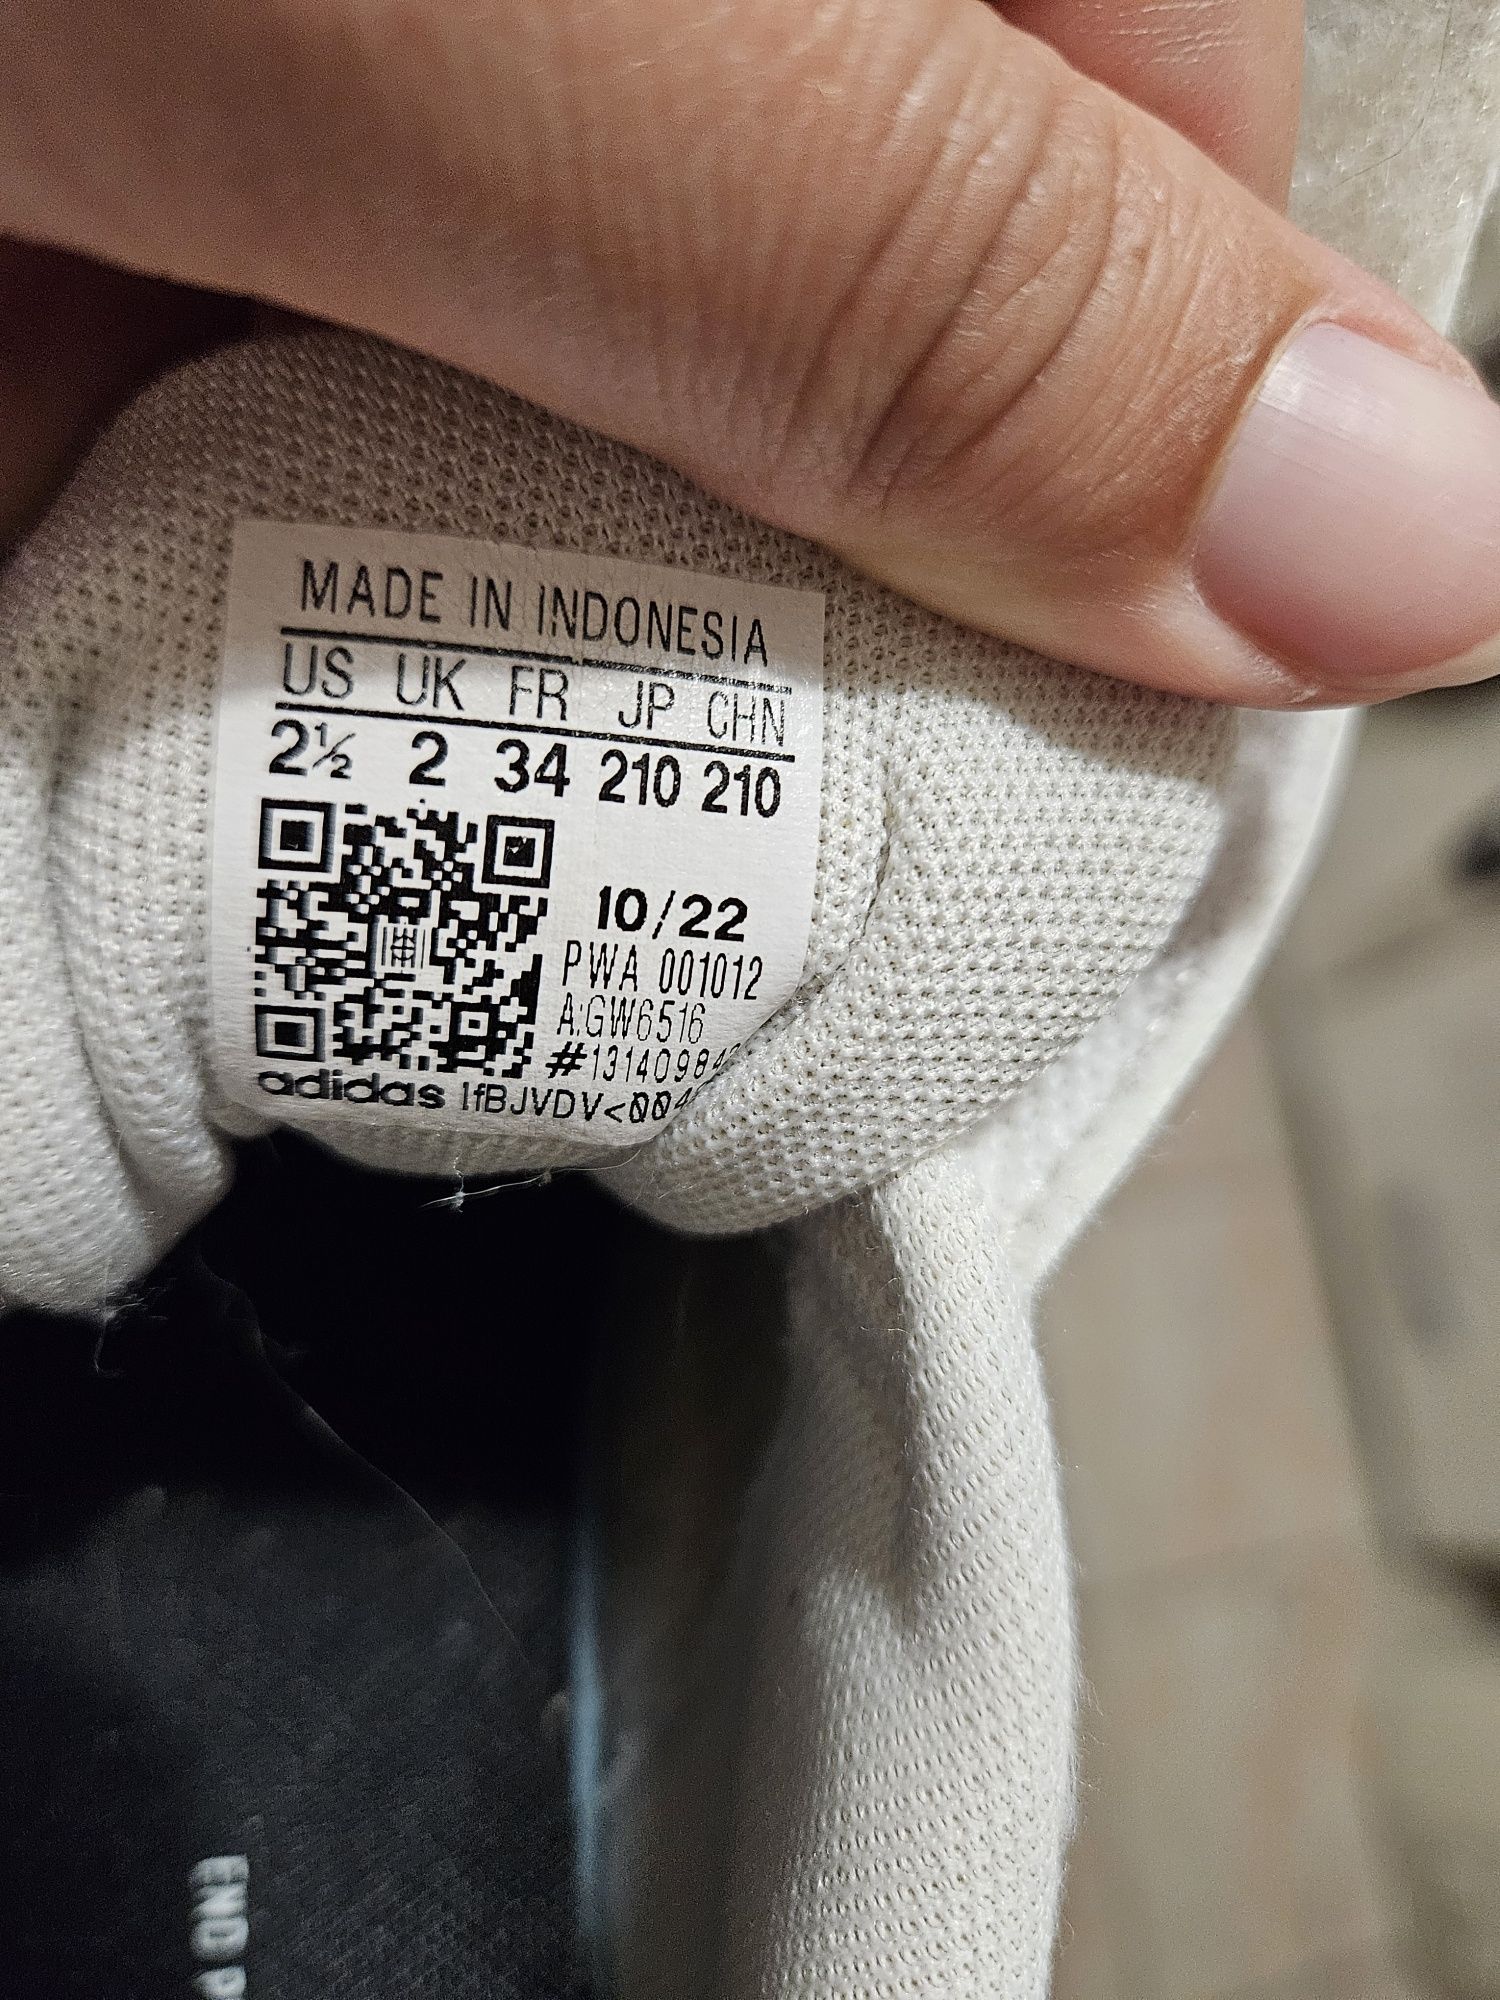 MADE IN INDONESIA
US UK FR JP CHN
2½ 2 34 210 210
10/22
PWA 001012
A:GW6516
adidas
END